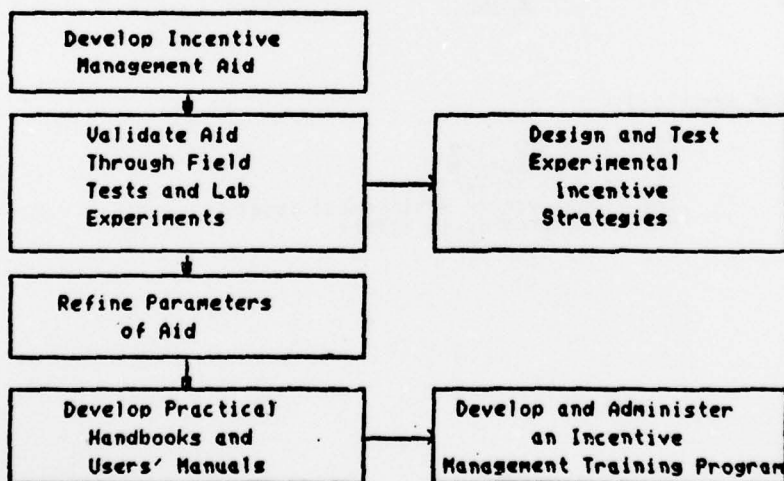 Develop Incentive
Management Aid
Validate Aid
Through Field
Tests and Lab
Experiments
Design and Test
Experimental
Incentive
Strategies
Refine Parameters
of Aid
Develop Practical
Handbooks and
Users' Manuals
Develop and Administer
an Incentive
Management Training Program